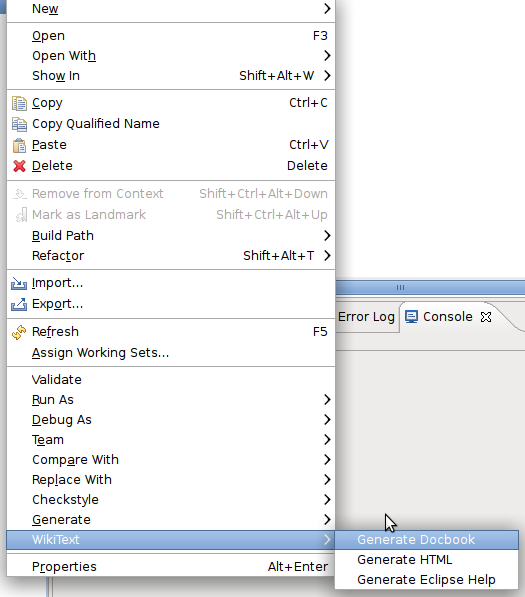 New
Open F3
Open With
Show In Shift+Alt+W
Copy Ctrl+C
Copy Qualified Name
Paste Ctrl+V
Delete Delete
Remove from Context Shift+Ctrl+Alt+Down
Mark as Landmark Shift+Ctrl+Alt+Up
Build Path
Refactor Shift+Alt+T
Import...
Export...
Error Log Console
Refresh F5
Assign Working Sets...
Validate
Run As
Debug As
Team
Compare With
Replace With
Checkstyle
Generate
WikiText Generate Docbook
Generate HTML
Properties Alt+Enter
Generate Eclipse Help